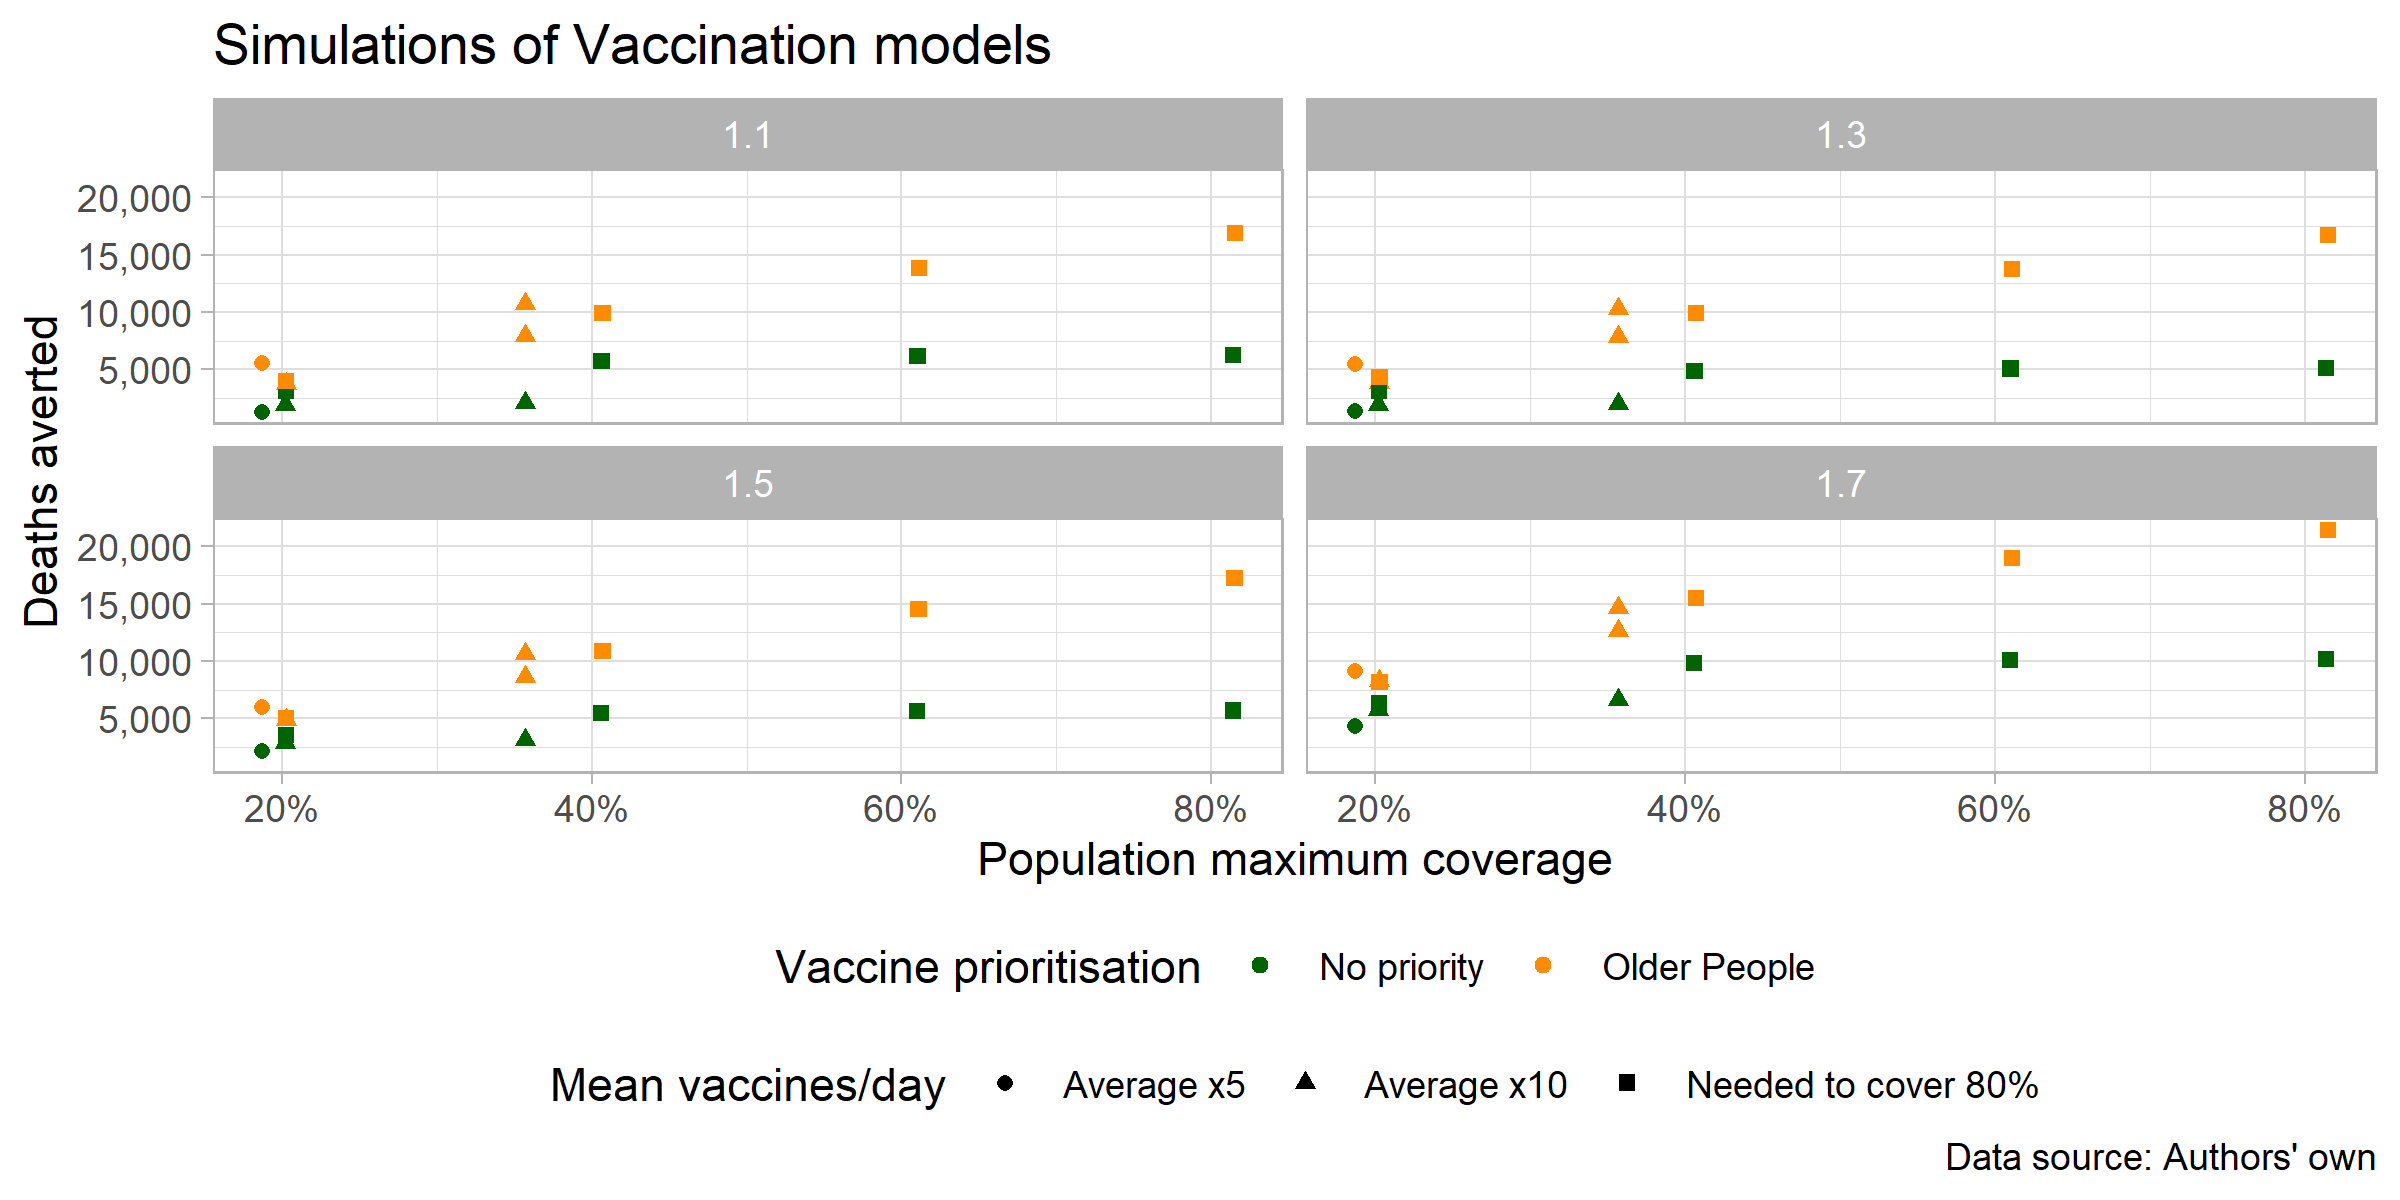 Simulations of Vaccination models
1.1
1.3
20,000
15,000
10,000
5,000
1.5
1.7
20,000
15,000
10,000
5,000
Deaths averted
20% 40% 60% 80% 20% 40% 60% 80%
Population maximum coverage
Vaccine prioritisation No priority Older People
Mean vaccines/day Average x5 Average x10 Needed to cover 80%
Data source: Authors' own